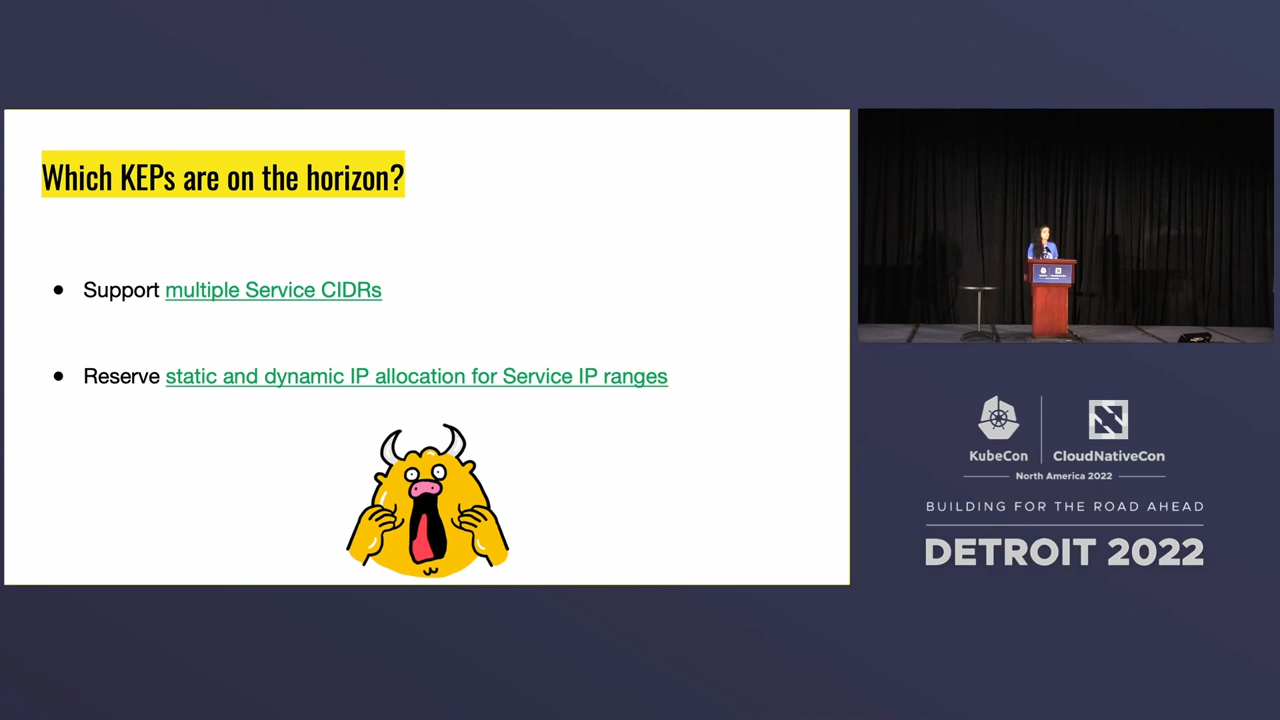 Which KEPs are on the horizon?
Support multiple Service CIDRs
Reserve static and dynamic IP allocation for Service IP ranges
KubeCon
CloudNativeCon
North America 2022
BUILDING FOR THE ROAD AHEAD
DETROIT 2022